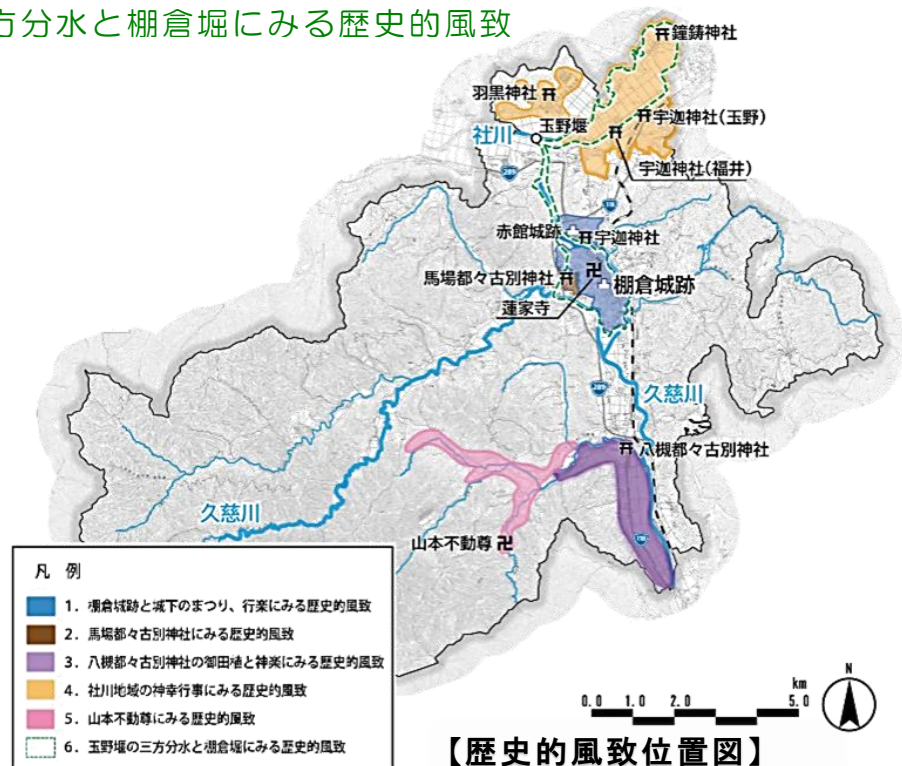 方分水と棚倉堀にみる歴史的風致
鐘鋳神社
羽黒神社
宇迦神社(玉野)
玉野堰
社川
宇迦神社(福井)
289
118
赤館城跡
宇迦神社
馬場都々古別神社
棚倉城跡
蓮家寺
289
久慈川
八槻都々古別神社
久慈川
118
山本不動尊
凡 例
1. 棚倉城跡と城下のまつり、行楽にみる歴史的風致
2. 馬場都々古別神社にみる歴史的風致
3. 八槻都々古別神社の御田植と神楽にみる歴史的風致
4. 社川地域の神幸行事にみる歴史的風致
5. 山本不動尊にみる歴史的風致
6. 玉野堰の三方分水と棚倉堀にみる歴史的風致
km
0.0 1.0 2.0 5.0
N
【歴史的風致位置図】